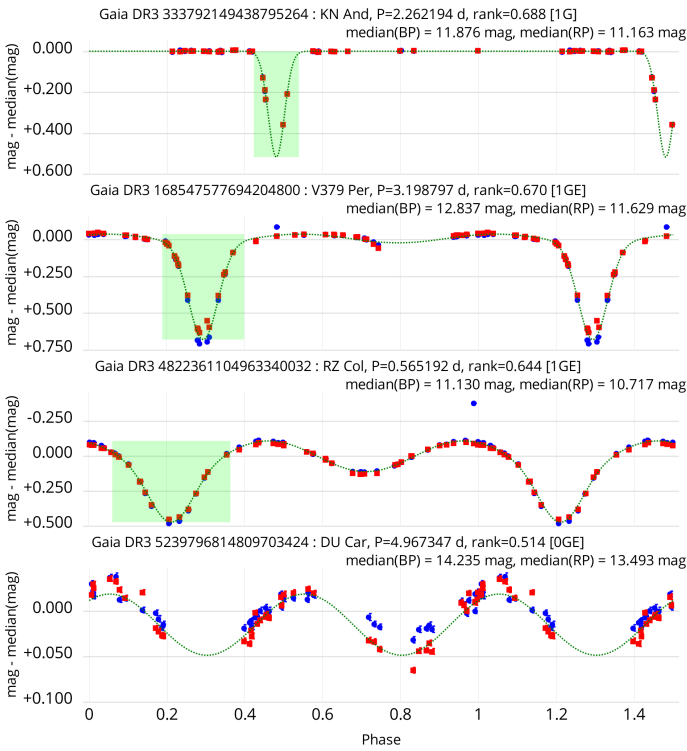 Gaia DR3 333792149438795264 : KN And, P=2.262194 d, rank=0.688 [1G]
median(BP) = 11.876 mag, median(RP) = 11.163 mag
mag - median(mag)
0.000
+0.200
+0.400
+0.600
Gaia DR3 168547577694204800 : V379 Per, P=3.198797 d, rank=0.670 [1GE]
median(BP) = 12.837 mag, median(RP) = 11.629 mag
mag - median(mag)
0.000
+0.250
+0.500
+0.750
Gaia DR3 4822361104963340032 : RZ Col, P=0.565192 d, rank=0.644 [1GE]
median(BP) = 11.130 mag, median(RP) = 10.717 mag
mag - median(mag)
-0.250
0.000
+0.250
+0.500
Gaia DR3 5239796814809703424 : DU Car, P=4.967347 d, rank=0.514 [0GE]
median(BP) = 14.235 mag, median(RP) = 13.493 mag
mag - median(mag)
0.000
+0.050
+0.100
0 0.2 0.4 0.6 0.8 1 1.2 1.4
Phase